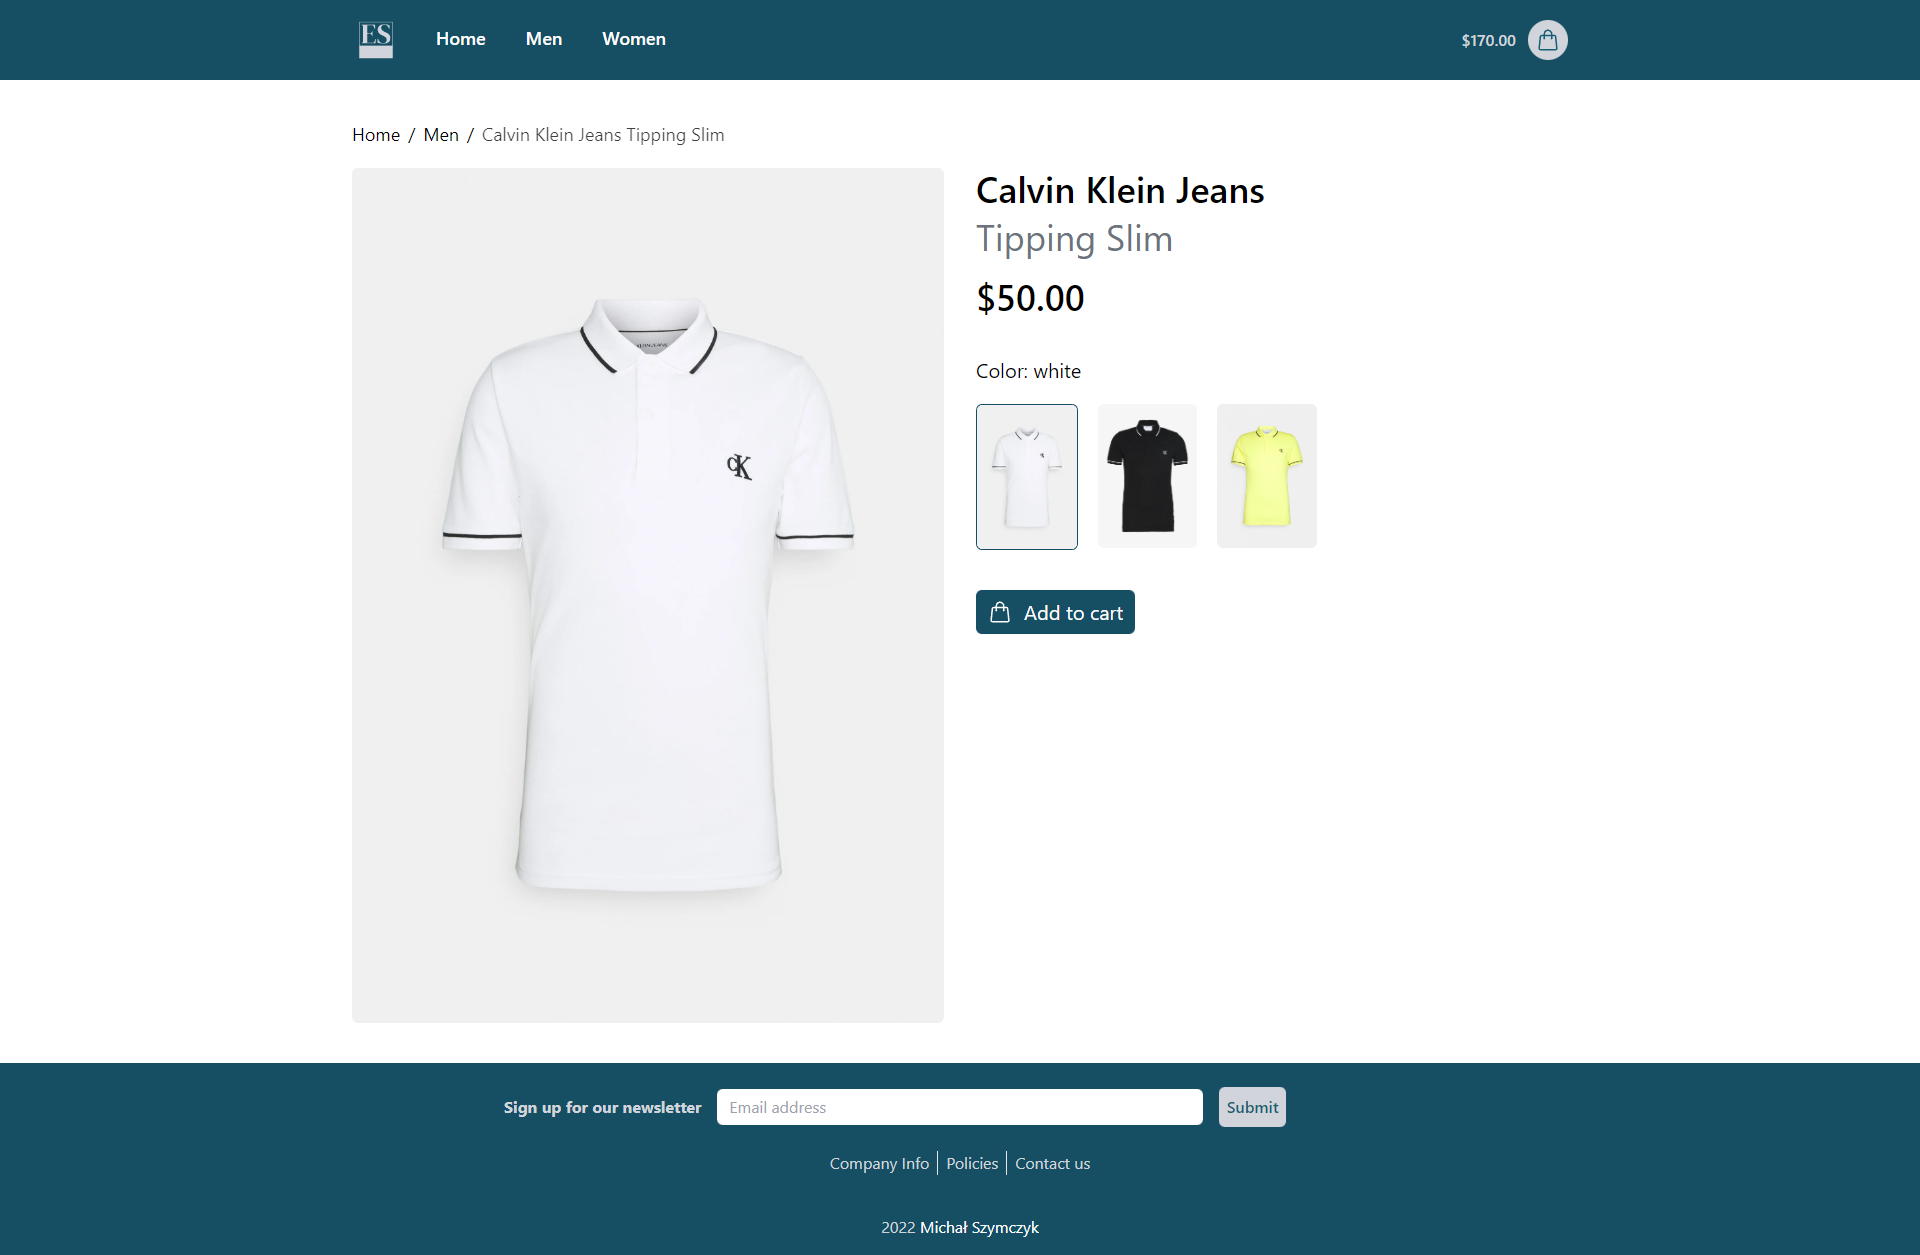 ES Home Men Women $170.00
Home / Men / Calvin Klein Jeans Tipping Slim
Calvin Klein Jeans
Tipping Slim
$50.00
CK
Color: white
Add to cart
Sign up for our newsletter Email address Submit
Company Info Policies Contact us
2022 Michał Szymczyk